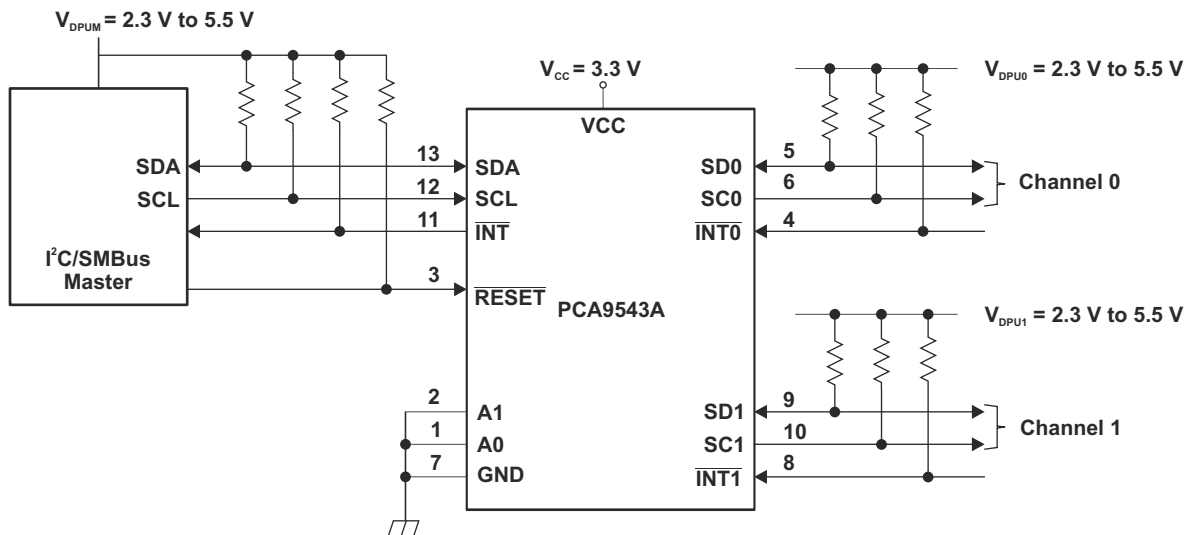 V_DPUM = 2.3 V to 5.5 V
V_CC = 3.3 V
V_DPU0 = 2.3 V to 5.5 V
VCC
SDA
13
SDA
SD0
5
SCL
12
SCL
SC0
6
Channel 0
11
INT
INT0
4
I²C/SMBus
Master
3
RESET
PCA9543A
V_DPU1 = 2.3 V to 5.5 V
2
A1
SD1
9
1
A0
SC1
10
Channel 1
7
GND
INT1
8